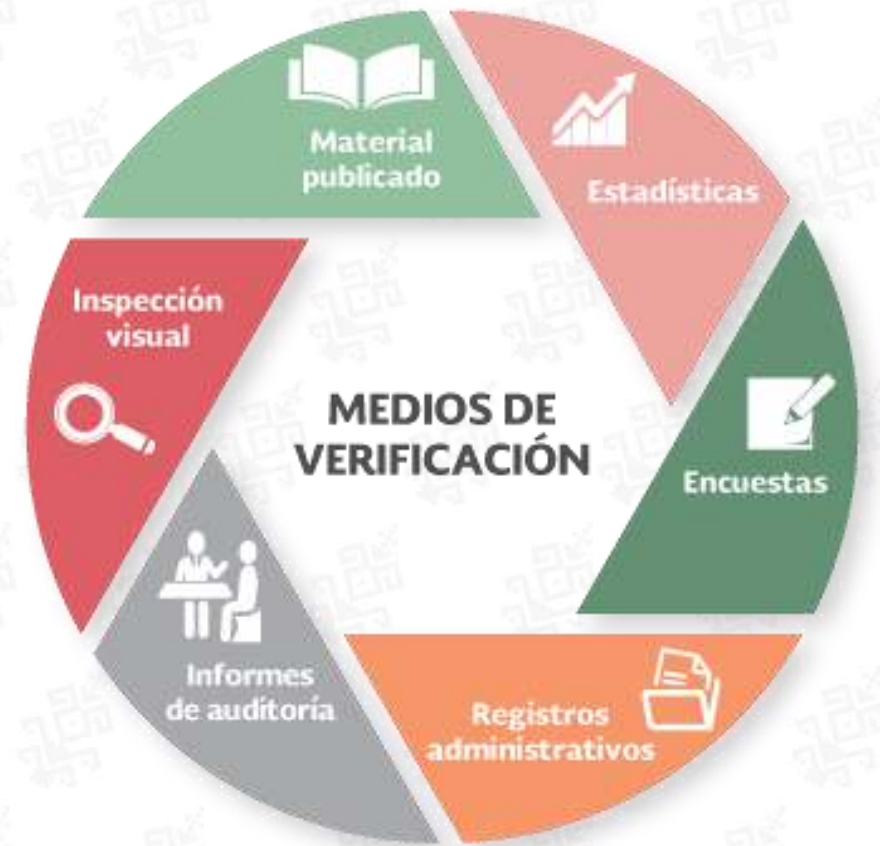 Material
publicado
Estadísticas
Inspección
visual
MEDIOS DE
VERIFICACIÓN
Encuestas
Informes
de auditoría
Registros
administrativos